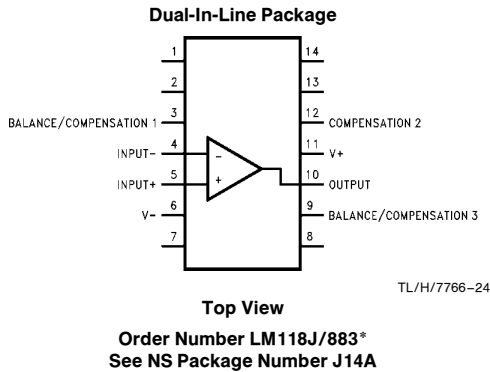 Dual-In-Line Package
1 14
2 13
BALANCE/COMPENSATION 1 3 12 COMPENSATION 2
INPUT− 4 − 11 V+
INPUT+ 5 + 10 OUTPUT
V− 6 9 BALANCE/COMPENSATION 3
7 8
TL/H/7766–24
Top View
Order Number LM118J/883*
See NS Package Number J14A